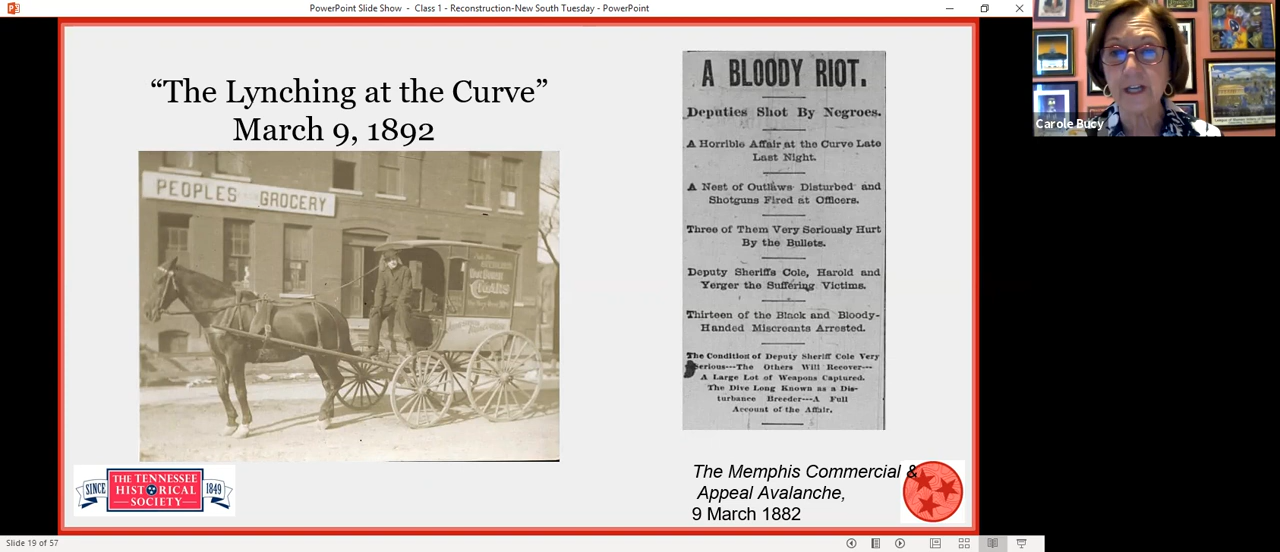 PowerPoint Slide Show - Class 1 - Reconstruction-New South Tuesday - PowerPoint
“The Lynching at the Curve”
March 9, 1892
PEOPLES GROCERY
CIGARS
A BLOODY RIOT.
Deputies Shot By Negroes.
A Horrible Affair at the Curve Late
Last Night.
A Nest of Outlaws Disturbed and
Shotguns Fired at Officers.
Three of Them Very Seriously Hurt
By the Bullets.
Deputy Sheriffs Cole, Harold and
Yerger the Suffering Victims.
Thirteen of the Black and Bloody-
Handed Miscreants Arrested.
The Condition of Deputy Sheriff Cole Very
Serious---The Others Will Recover---
A Large Lot of Weapons Captured.
The Dive Long Known as a Dis-
turbance Breeder---A Full
Account of the Affair.
The Memphis Commercial &
Appeal Avalanche,
9 March 1882
SINCE
THE TENNESSEE
HISTORICAL
SOCIETY
1849
Carole Bucy
Slide 19 of 57